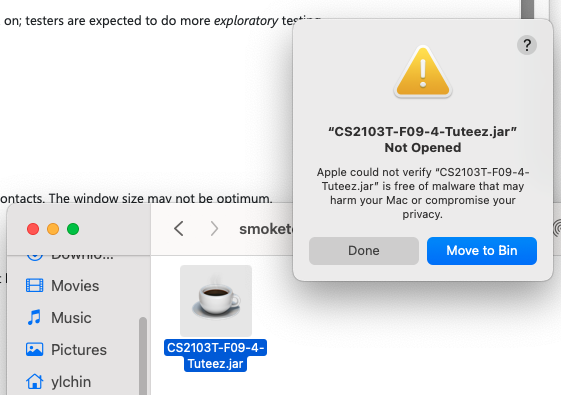 on; testers are expected to do more exploratory testing
?
“CS2103T-F09-4-Tuteez.jar”
Not Opened
Apple could not verify “CS2103T-F09-4-
Tuteez.jar” is free of malware that may
harm your Mac or compromise your
privacy.
Done
Move to Bin
ontacts. The window size may not be optimum.
smoket
Movies
Music
Pictures
ylchin
CS2103T-F09-4-
Tuteez.jar